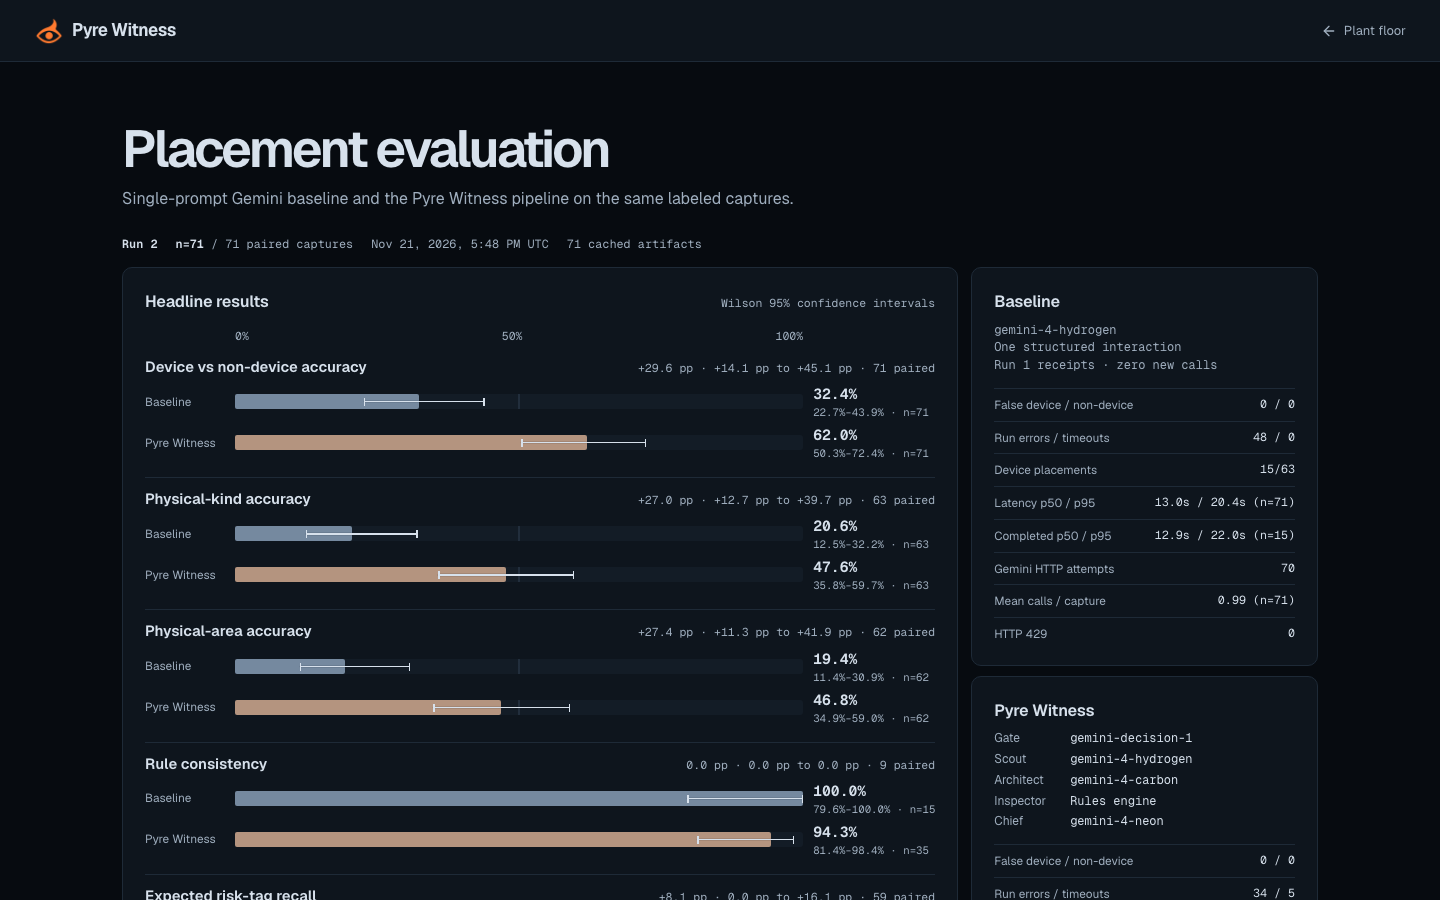 Pyre Witness
Plant floor
Placement evaluation
Single-prompt Gemini baseline and the Pyre Witness pipeline on the same labeled captures.
Run 2 n=71 / 71 paired captures Nov 21, 2026, 5:48 PM UTC 71 cached artifacts
Headline results
Wilson 95% confidence intervals
0% 50% 100%
Device vs non-device accuracy
+29.6 pp · +14.1 pp to +45.1 pp · 71 paired
Baseline
32.4%
22.7%–43.9% · n=71
Pyre Witness
62.0%
50.3%–72.4% · n=71
Physical-kind accuracy
+27.0 pp · +12.7 pp to +39.7 pp · 63 paired
Baseline
20.6%
12.5%–32.2% · n=63
Pyre Witness
47.6%
35.8%–59.7% · n=63
Physical-area accuracy
+27.4 pp · +11.3 pp to +41.9 pp · 62 paired
Baseline
19.4%
11.4%–30.9% · n=62
Pyre Witness
46.8%
34.9%–59.0% · n=62
Rule consistency
0.0 pp · 0.0 pp to 0.0 pp · 9 paired
Baseline
100.0%
79.6%–100.0% · n=15
Pyre Witness
94.3%
81.4%–98.4% · n=35
Expected risk-tag recall
+8.1 pp · 0.0 pp to +16.1 pp · 59 paired
Baseline
gemini-4-hydrogen
One structured interaction
Run 1 receipts · zero new calls
False device / non-device 0 / 0
Run errors / timeouts 48 / 0
Device placements 15/63
Latency p50 / p95 13.0s / 20.4s (n=71)
Completed p50 / p95 12.9s / 22.0s (n=15)
Gemini HTTP attempts 70
Mean calls / capture 0.99 (n=71)
HTTP 429 0
Pyre Witness
Gate gemini-decision-1
Scout gemini-4-hydrogen
Architect gemini-4-carbon
Inspector Rules engine
Chief gemini-4-neon
False device / non-device 0 / 0
Run errors / timeouts 34 / 5